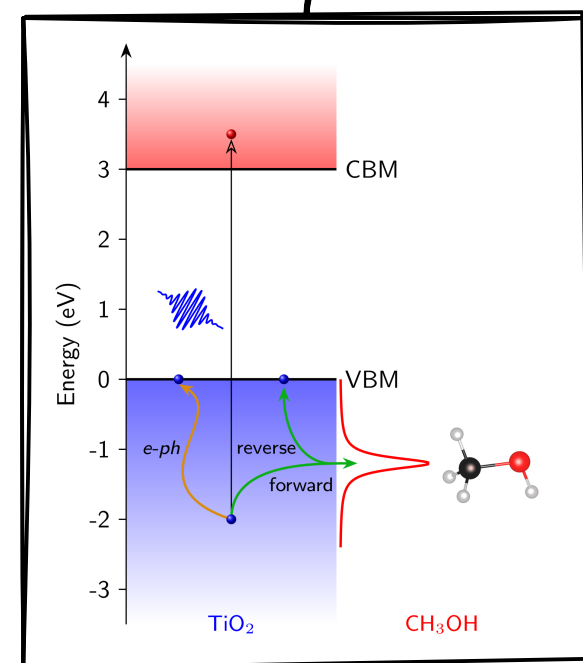 4
3
CBM
2
1
Energy (eV)
0
VBM
-1
e-ph
reverse
forward
-2
-3
TiO₂
CH₃OH